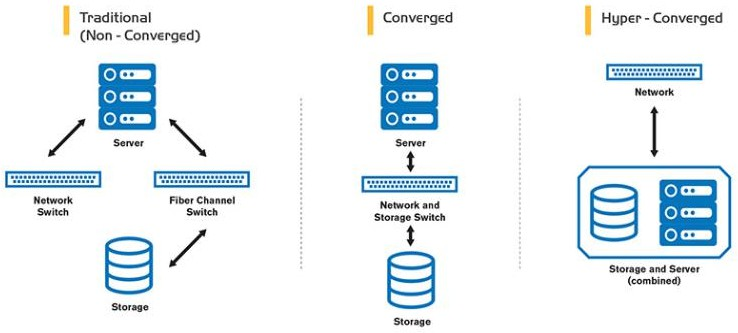 Traditional
(Non - Converged)
Server
Network
Switch
Fiber Channel
Switch
Storage
Converged
Server
Network and
Storage Switch
Storage
Hyper - Converged
Network
Storage and Server
(combined)